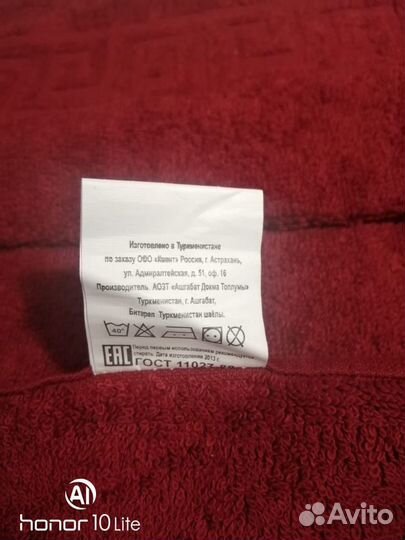 Изготовлено в Туркменистане
по заказу ОФО «Квинт» Россия, г. Астрахань,
ул. Адмиралтейская, д. 51, оф. 16
Производитель. АОЗТ «Ашгабат Докма Топлумы»
Туркменистан, г. Ашгабат,
Битарап Туркменистан шаёлы.
40°
Перед первым использованием рекомендуется
стирать. Дата изготовления 2013 г.
EAC ГОСТ 11027
AI
honor 10 Lite
Avito